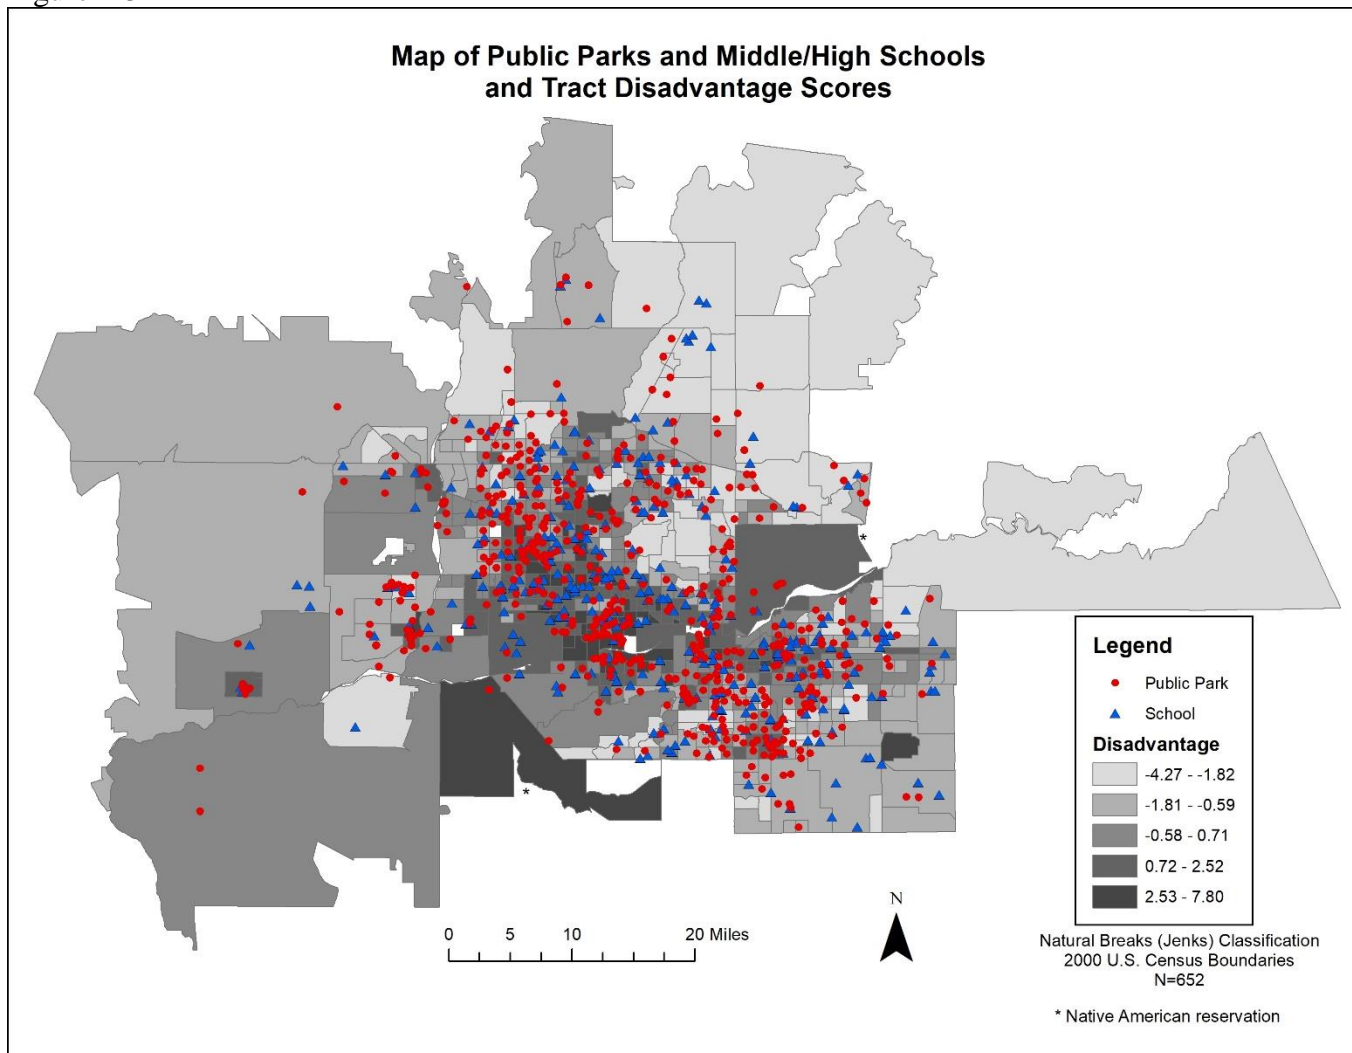 Map of Public Parks and Middle/High Schools
and Tract Disadvantage Scores
*
*
Legend
Public Park
School
Disadvantage
-4.27 - -1.82
-1.81 - -0.59
-0.58 - 0.71
0.72 - 2.52
2.53 - 7.80
N
0 5 10 20 Miles
Natural Breaks (Jenks) Classification
2000 U.S. Census Boundaries
N=652
* Native American reservation